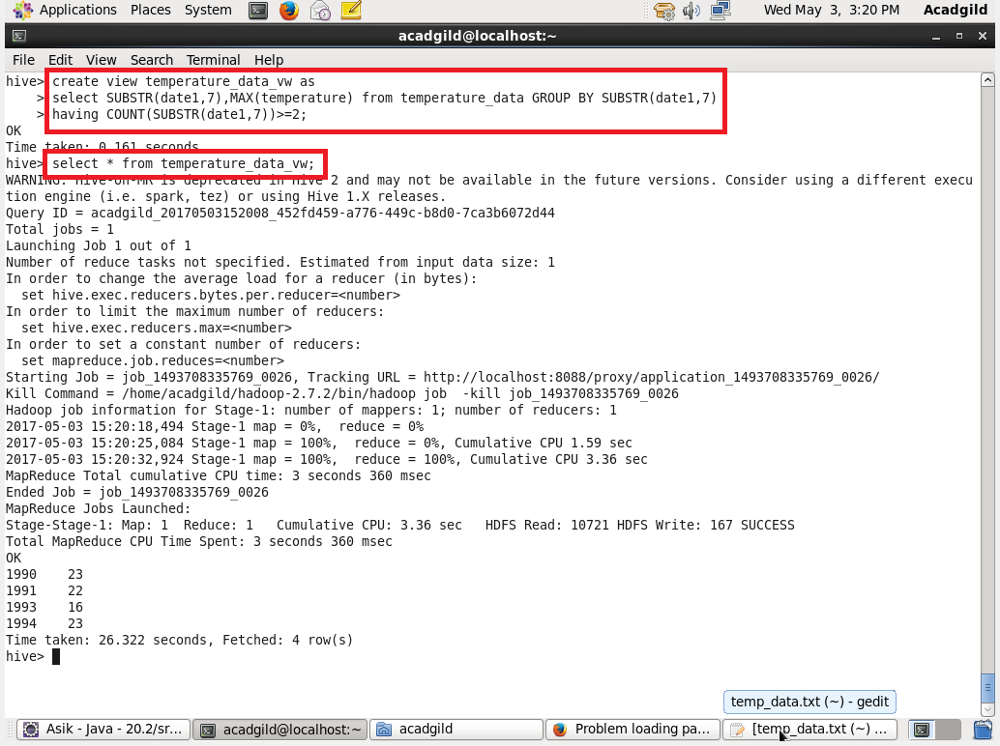 Applications Places System Wed May 3, 3:20 PM Acadgild
acadgild@localhost:~
File Edit View Search Terminal Help
hive> create view temperature_data_vw as
> select SUBSTR(date1,7),MAX(temperature) from temperature_data GROUP BY SUBSTR(date1,7)
> having COUNT(SUBSTR(date1,7))>=2;
OK
Time taken: 0.161 seconds
hive> select * from temperature_data_vw;
WARNING: Hive-on-MR is deprecated in Hive 2 and may not be available in the future versions. Consider using a different execu
tion engine (i.e. spark, tez) or using Hive 1.X releases.
Query ID = acadgild_20170503152008_452fd459-a776-449c-b8d0-7ca3b6072d44
Total jobs = 1
Launching Job 1 out of 1
Number of reduce tasks not specified. Estimated from input data size: 1
In order to change the average load for a reducer (in bytes):
set hive.exec.reducers.bytes.per.reducer=<number>
In order to limit the maximum number of reducers:
set hive.exec.reducers.max=<number>
In order to set a constant number of reducers:
set mapreduce.job.reduces=<number>
Starting Job = job_1493708335769_0026, Tracking URL = http://localhost:8088/proxy/application_1493708335769_0026/
Kill Command = /home/acadgild/hadoop-2.7.2/bin/hadoop job  -kill job_1493708335769_0026
Hadoop job information for Stage-1: number of mappers: 1; number of reducers: 1
2017-05-03 15:20:18,494 Stage-1 map = 0%,  reduce = 0%
2017-05-03 15:20:25,084 Stage-1 map = 100%,  reduce = 0%, Cumulative CPU 1.59 sec
2017-05-03 15:20:32,924 Stage-1 map = 100%,  reduce = 100%, Cumulative CPU 3.36 sec
MapReduce Total cumulative CPU time: 3 seconds 360 msec
Ended Job = job_1493708335769_0026
MapReduce Jobs Launched:
Stage-Stage-1: Map: 1  Reduce: 1   Cumulative CPU: 3.36 sec   HDFS Read: 10721 HDFS Write: 167 SUCCESS
Total MapReduce CPU Time Spent: 3 seconds 360 msec
OK
1990 23
1991 22
1993 16
1994 23
Time taken: 26.322 seconds, Fetched: 4 row(s)
hive>
temp_data.txt (~) - gedit
Asik - Java - 20.2/sr... acadgild@localhost:~ acadgild Problem loading pa... [temp_data.txt (~) ...